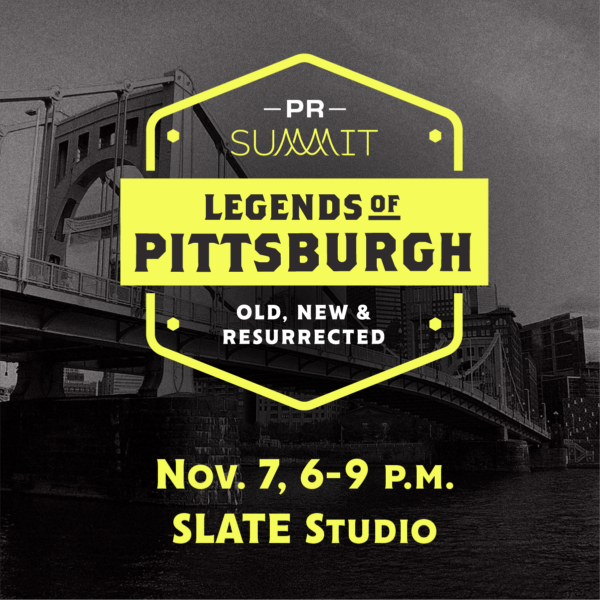 PR
SUMMIT
LEGENDS OF
PITTSBURGH
OLD, NEW &
RESURRECTED
NOV. 7, 6-9 P.M.
SLATE STUDIO